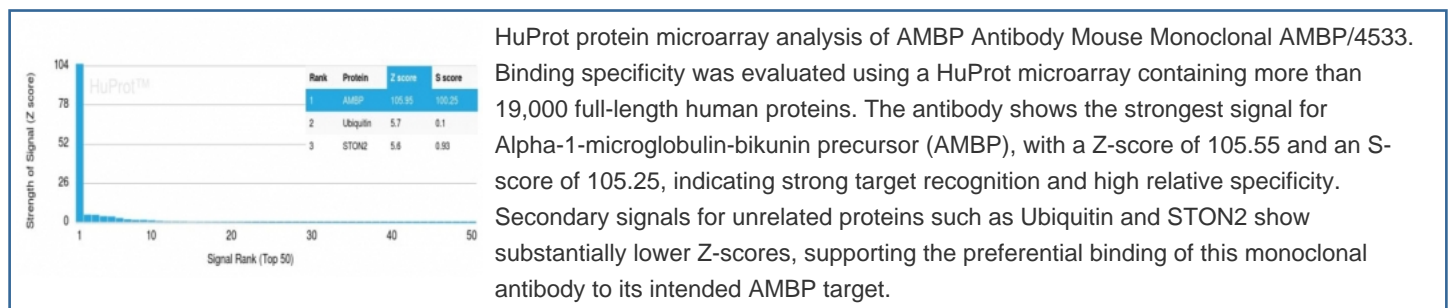 HuProt™
Strength of Signal (Z score)
104
78
52
26
0
1 10 20 30 40 50
Signal Rank (Top 50)
Rank Protein Z score S score
1 AMBP 105.95 100.25
2 Ubiquitin 5.7 0.1
3 STON2 5.6 0.93
HuProt protein microarray analysis of AMBP Antibody Mouse Monoclonal AMBP/4533.
Binding specificity was evaluated using a HuProt microarray containing more than
19,000 full-length human proteins. The antibody shows the strongest signal for
Alpha-1-microglobulin-bikunin precursor (AMBP), with a Z-score of 105.55 and an S-
score of 105.25, indicating strong target recognition and high relative specificity.
Secondary signals for unrelated proteins such as Ubiquitin and STON2 show
substantially lower Z-scores, supporting the preferential binding of this monoclonal
antibody to its intended AMBP target.